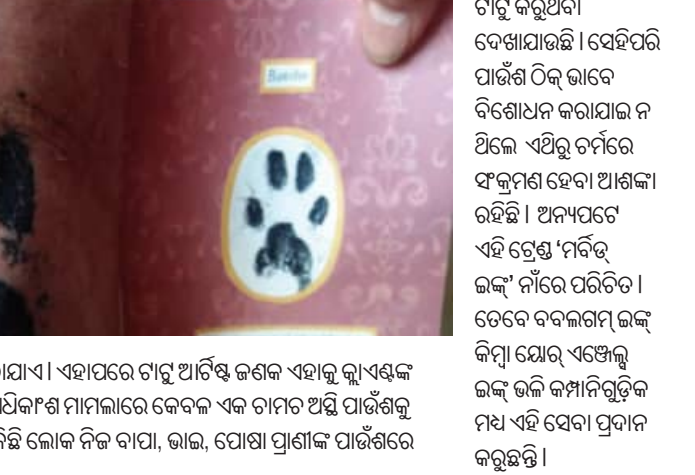 ଯାଏ । ଏହାପରେ ଟାଟୁ ଆର୍ଟିଷ୍ଟ ଜଣକ ଏହାକୁ କ୍ଲାଏଣ୍ଟଙ୍କ
ଅଧିକାଂଶ ମାମଲାରେ କେବଳ ଏକ ଚାମଚ ଅସ୍ଥି ପାଉଁଶକୁ
କିଛି ଲୋକ ନିଜ ବାପା, ଭାଇ, ପୋଷା ପ୍ରାଣୀଙ୍କ ପାଉଁଶରେ
ଟାଟୁ କରୁଥିବା
ଦେଖାଯାଉଛି । ସେହିପରି
ପାଉଁଶ ଠିକ୍ ଭାବେ
ବିଶୋଧନ କରାଯାଇ ନ
ଥିଲେ ଏଥିରୁ ଚର୍ମରେ
ସଂକ୍ରମଣ ହେବା ଆଶଙ୍କା
ରହିଛି । ଅନ୍ୟପଟେ
ଏହି ଟ୍ରେଣ୍ଡ ‘ମର୍ବିଡ୍
ଇଙ୍କ୍’ ନାଁରେ ପରିଚିତ ।
ତେବେ ବବଲଗମ୍ ଇଙ୍କ୍
କିମ୍ବା ୟୋର୍ ଏଞ୍ଜେଲ୍ସ
ଇଙ୍କ୍ ଭଳି କମ୍ପାନିଗୁଡ଼ିକ
ମଧ୍ୟ ଏହି ସେବା ପ୍ରଦାନ
କରୁଛନ୍ତି ।